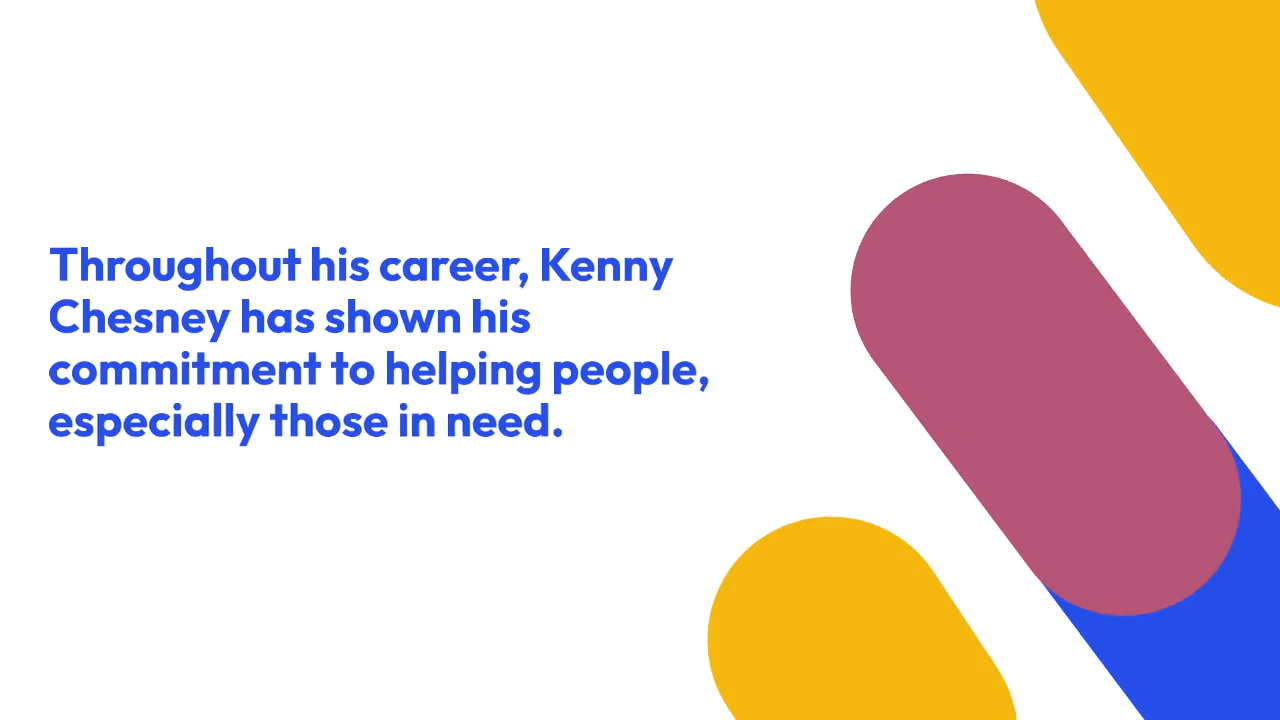 Throughout his career, Kenny
Chesney has shown his
commitment to helping people,
especially those in need.